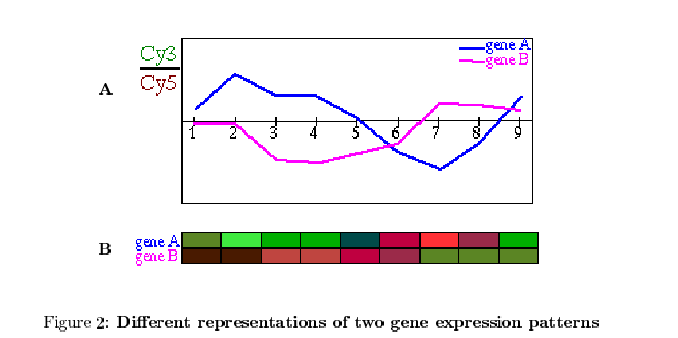 Cy3
Cy5
gene A
gene B
A
1 2 3 4 5 6 7 8 9
B
gene A
gene B
Figure 2: Different representations of two gene expression patterns